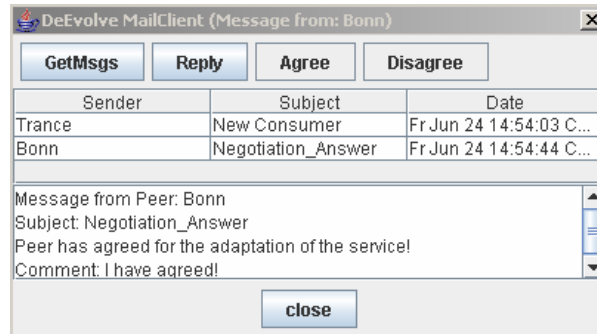 DeEvolve MailClient (Message from: Bonn)
GetMsgs Reply Agree Disagree
Sender Subject Date
Trance New Consumer Fr Jun 24 14:54:03 C...
Bonn Negotiation_Answer Fr Jun 24 14:54:44 C...
Message from Peer: Bonn
Subject: Negotiation_Answer
Peer has agreed for the adaptation of the service!
Comment: I have agreed!
close